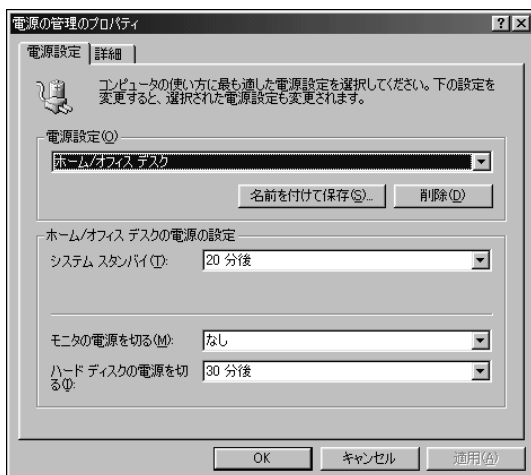 電源の管理のプロパティ
電源設定 詳細
コンピュータの使い方に最も適した電源設定を選択してください。下の設定を
変更すると、選択された電源設定も変更されます。
電源設定(O)
ホーム/オフィス デスク
名前を付けて保存(S)... 削除(D)
ホーム/オフィス デスクの電源の設定
システム スタンバイ(T): 20 分後
モニタの電源を切る(M): なし
ハード ディスクの電源を切 30 分後
る(I):
OK キャンセル 適用(A)